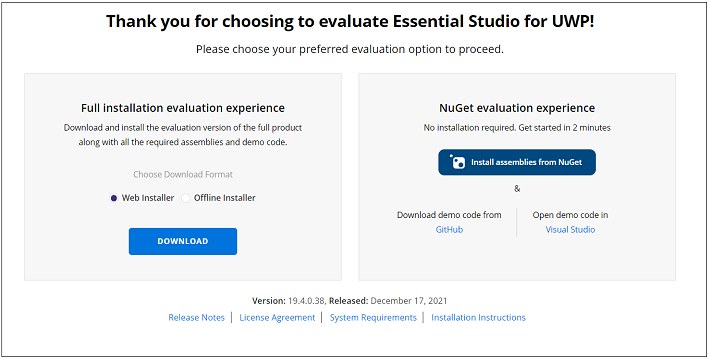 Thank you for choosing to evaluate Essential Studio for UWP!
Please choose your preferred evaluation option to proceed.
Full installation evaluation experience
Download and install the evaluation version of the full product
along with all the required assemblies and demo code.
Choose Download Format
Web Installer Offline Installer
DOWNLOAD
NuGet evaluation experience
No installation required. Get started in 2 minutes
Install assemblies from NuGet
&
Download demo code from
GitHub
Open demo code in
Visual Studio
Version: 19.4.0.38, Released: December 17, 2021
Release Notes | License Agreement | System Requirements | Installation Instructions